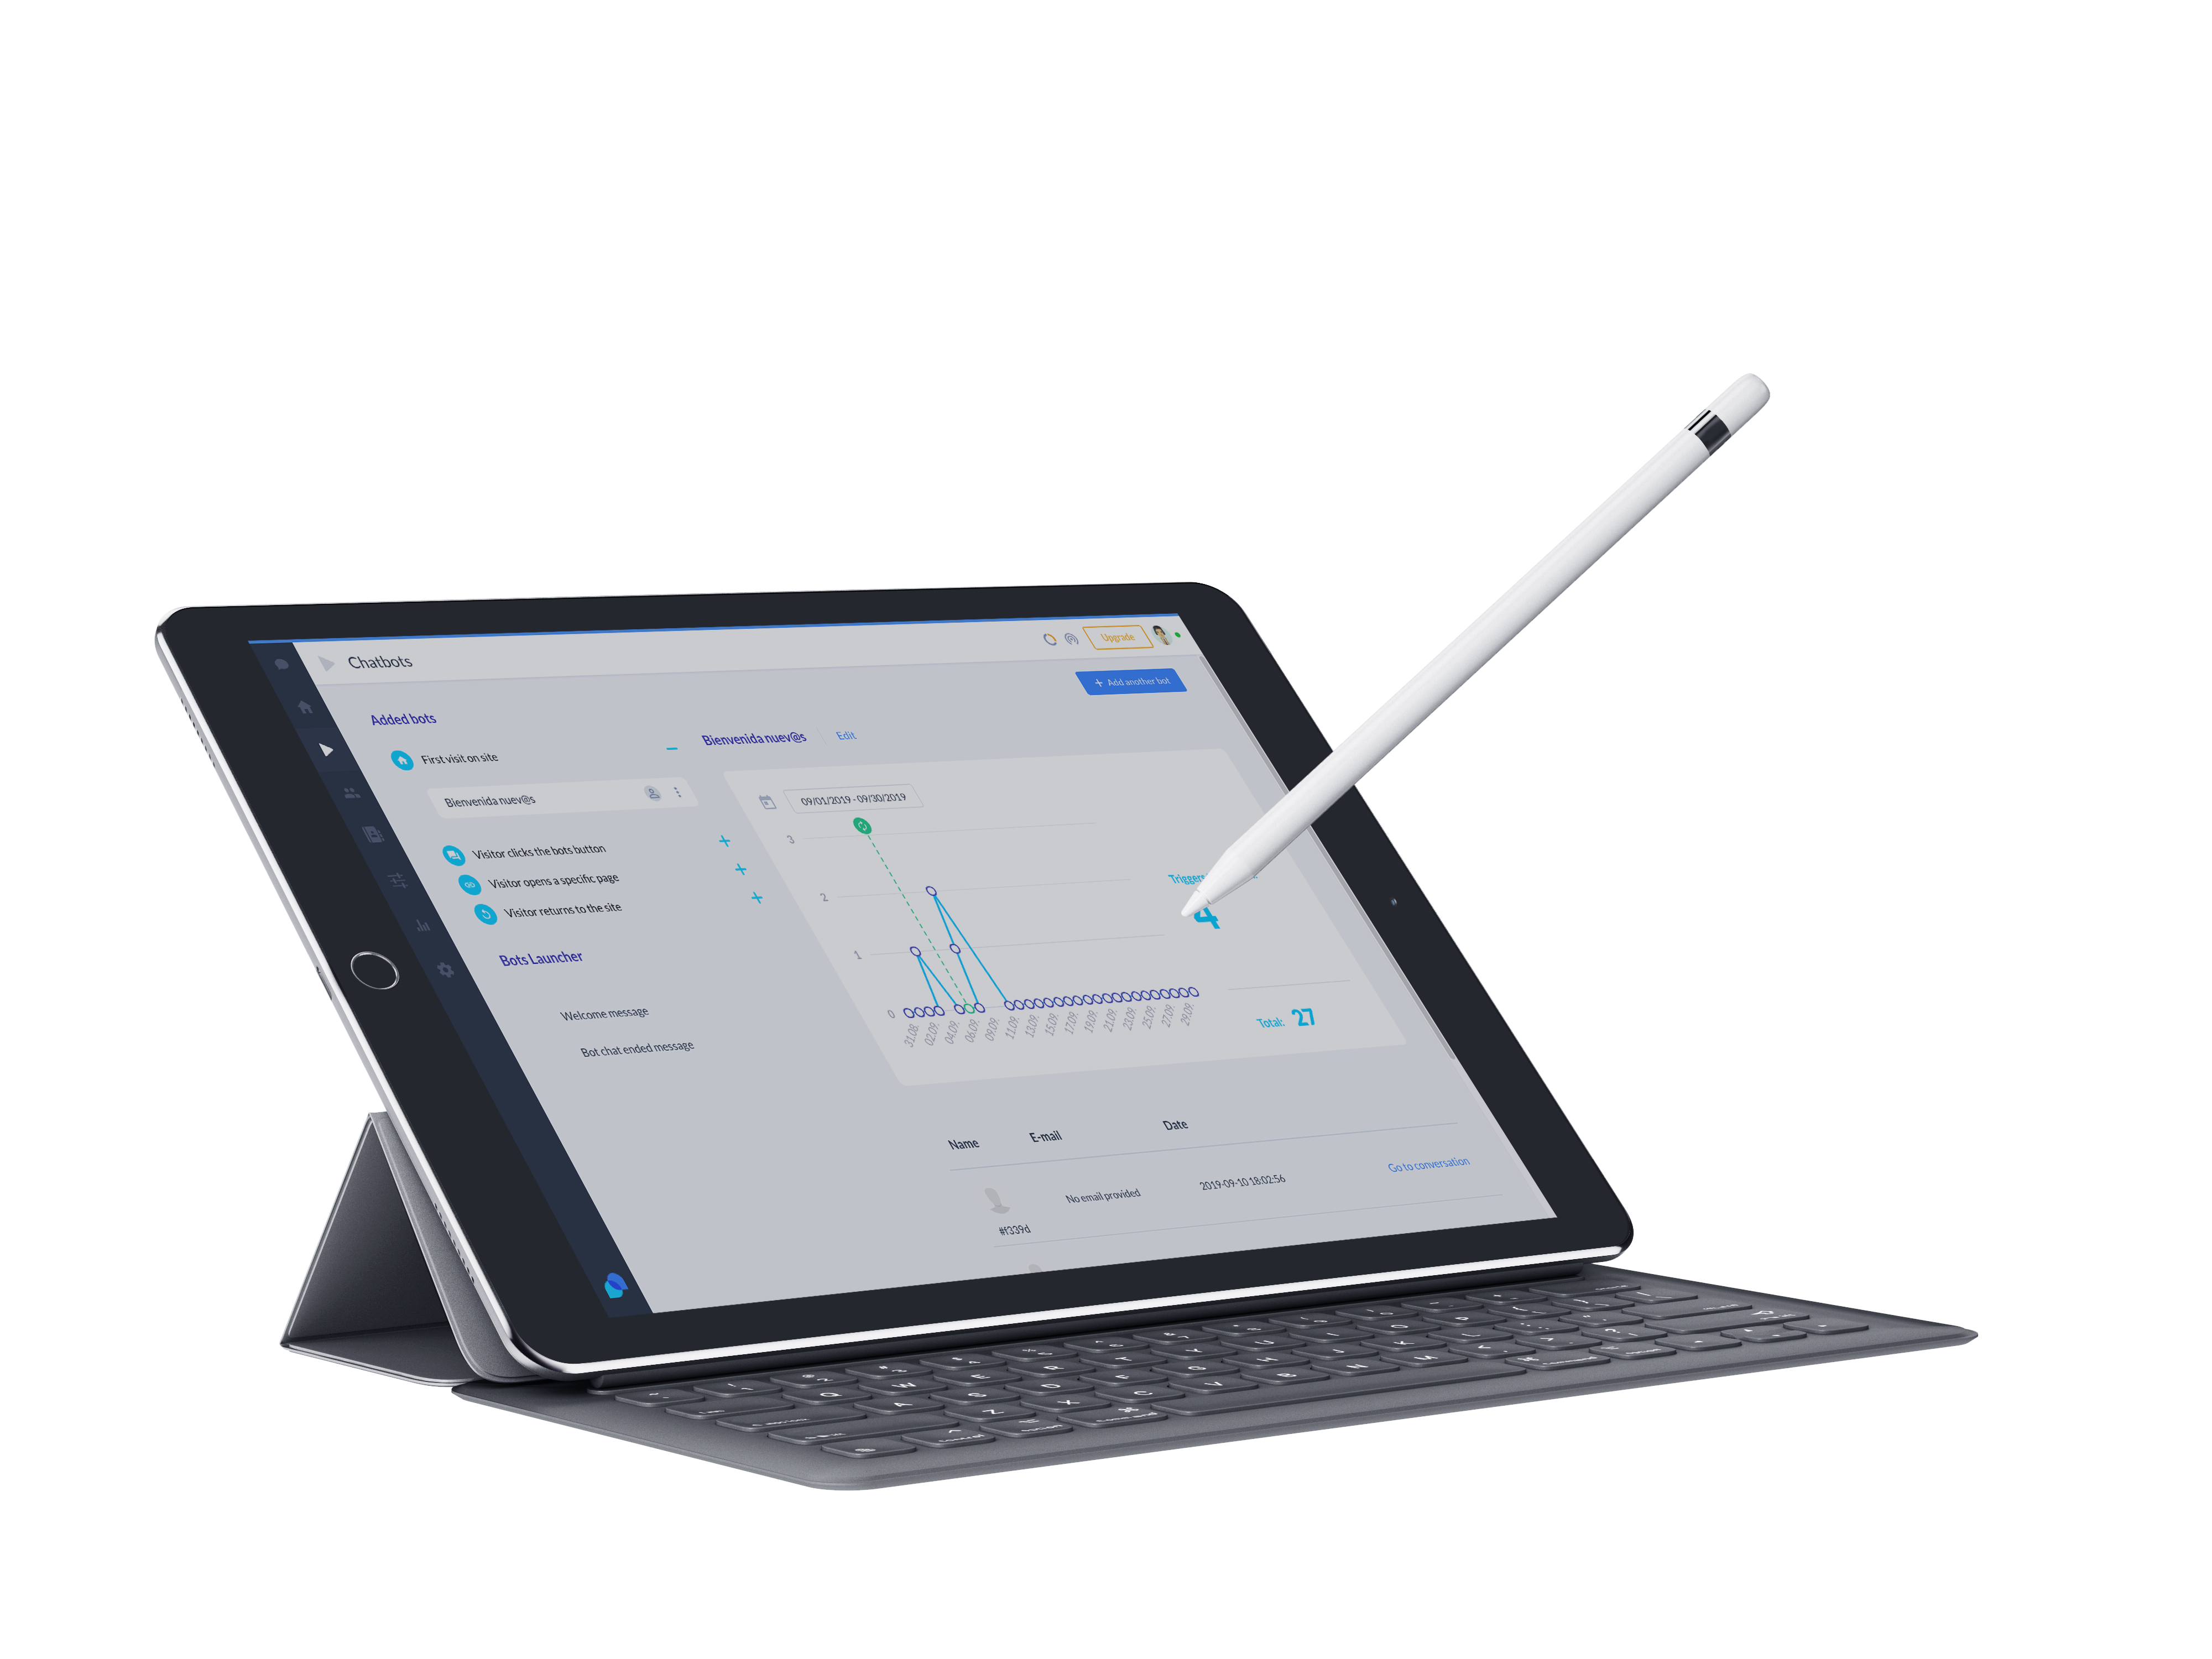 Chatbots
Upgrade
+ Add another bot
Added bots
First visit on site
Bienvenida nuev@s
Visitor clicks the bots button
Visitor opens a specific page
Visitor returns to the site
Bots Launcher
Welcome message
Bot chat ended message
Bienvenida nuev@s
Edit
09/01/2019 - 09/30/2019
3
2
1
0
31.08.
02.09.
04.09.
06.09.
09.09.
11.09.
13.09.
15.09.
17.09.
19.09.
21.09.
23.09.
25.09.
27.09.
29.09.
4
Total: 27
Name E-mail Date
No email provided 2019-09-10 18:02:56 Go to conversation
#f339d
Q W E R T Y U I O P
A S D F G H J K L
Z X C V B N M
control option command command option